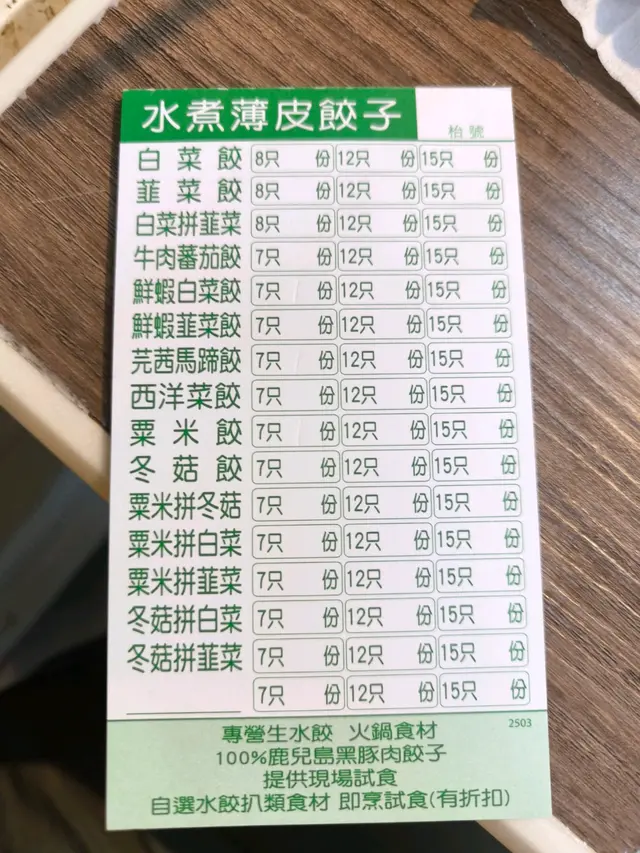 水煮薄皮餃子
枱號
白菜餃 8只 份 12只 份 15只 份
韮菜餃 8只 份 12只 份 15只 份
白菜拼韮菜 8只 份 12只 份 15只 份
牛肉蕃茄餃 7只 份 12只 份 15只 份
鮮蝦白菜餃 7只 份 12只 份 15只 份
鮮蝦韮菜餃 7只 份 12只 份 15只 份
芫茜馬蹄餃 7只 份 12只 份 15只 份
西洋菜餃 7只 份 12只 份 15只 份
粟米餃 7只 份 12只 份 15只 份
冬菇餃 7只 份 12只 份 15只 份
粟米拼冬菇 7只 份 12只 份 15只 份
粟米拼白菜 7只 份 12只 份 15只 份
粟米拼韮菜 7只 份 12只 份 15只 份
冬菇拼白菜 7只 份 12只 份 15只 份
冬菇拼韮菜 7只 份 12只 份 15只 份
7只 份 12只 份 15只 份
專營生水餃 火鍋食材
2503
100%鹿兒島黑豚肉餃子
提供現場試食
自選水餃扒類食材 即烹試食(有折扣)